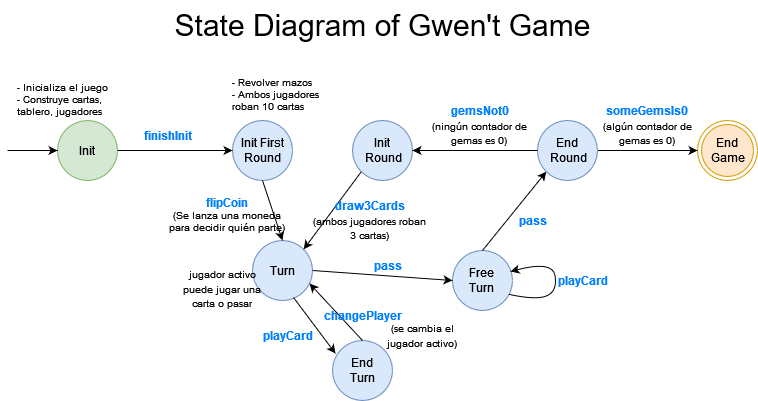 State Diagram of Gwen't Game
- Inicializa el juego
- Construye cartas,
tablero, jugadores
Init
finishInit
- Revolver mazos
- Ambos jugadores
roban 10 cartas
Init First
Round
Init
Round
gemsNot0
(ningún contador de
gemas es 0)
End
Round
someGemsIs0
(algún contador de
gemas es 0)
End
Game
flipCoin
(Se lanza una moneda
para decidir quién parte)
draw3Cards
(ambos jugadores roban
3 cartas)
pass
Turn
jugador activo
puede jugar una
carta o pasar
pass
Free
Turn
playCard
playCard
changePlayer
(se cambia el
jugador activo)
End
Turn